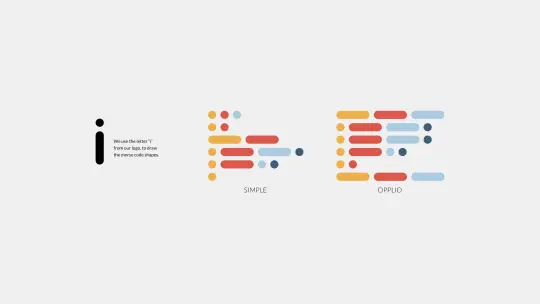 We use the letter "i"
from our logo, to draw
the morse code shapes.
SIMPLE
OPPLIO